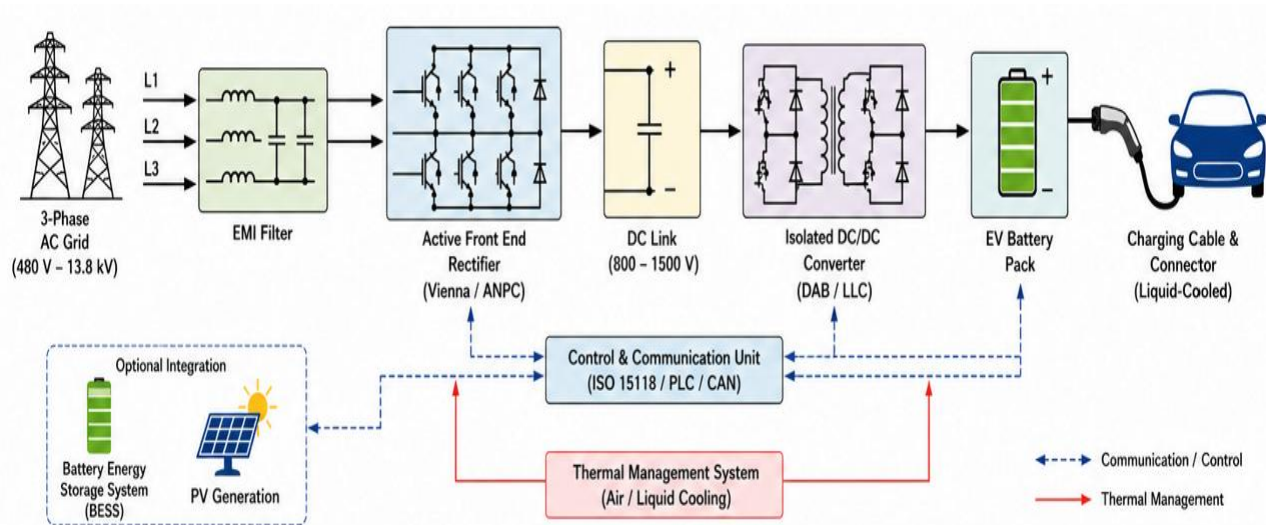 L1
L2
L3
+
−
+
−
3-Phase
AC Grid
(480 V – 13.8 kV)
EMI Filter
Active Front End
Rectifier
(Vienna / ANPC)
DC Link
(800 – 1500 V)
Isolated DC/DC
Converter
(DAB / LLC)
EV Battery
Pack
Charging Cable &
Connector
(Liquid-Cooled)
Optional Integration
Battery Energy
Storage System
(BESS)
PV Generation
Control & Communication Unit
(ISO 15118 / PLC / CAN)
Thermal Management System
(Air / Liquid Cooling)
Communication / Control
Thermal Management